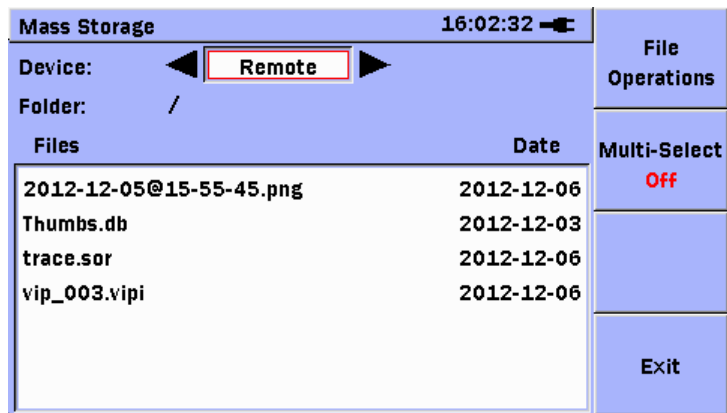 Mass Storage 16:02:32
Device: Remote
Folder: /
Files Date
2012-12-05@15-55-45.png 2012-12-06
Thumbs.db 2012-12-03
trace.sor 2012-12-06
vip_003.vipi 2012-12-06
File
Operations
Multi-Select
Off
Exit